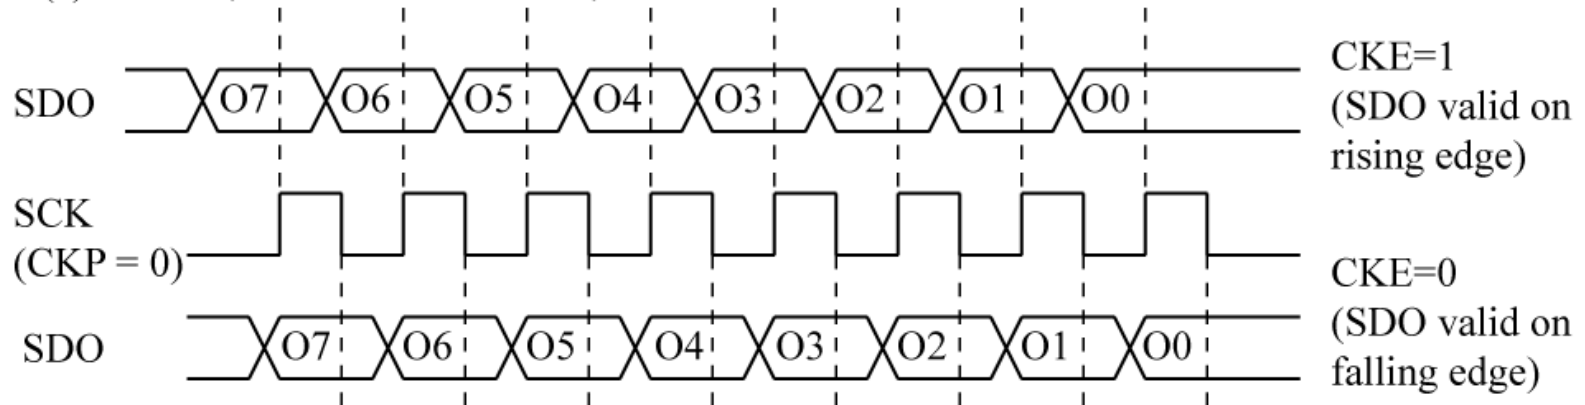 CKE=1
SDO O7 O6 O5 O4 O3 O2 O1 O0 (SDO valid on
rising edge)
SCK
(CKP = 0)
CKE=0
SDO O7 O6 O5 O4 O3 O2 O1 O0 (SDO valid on
falling edge)